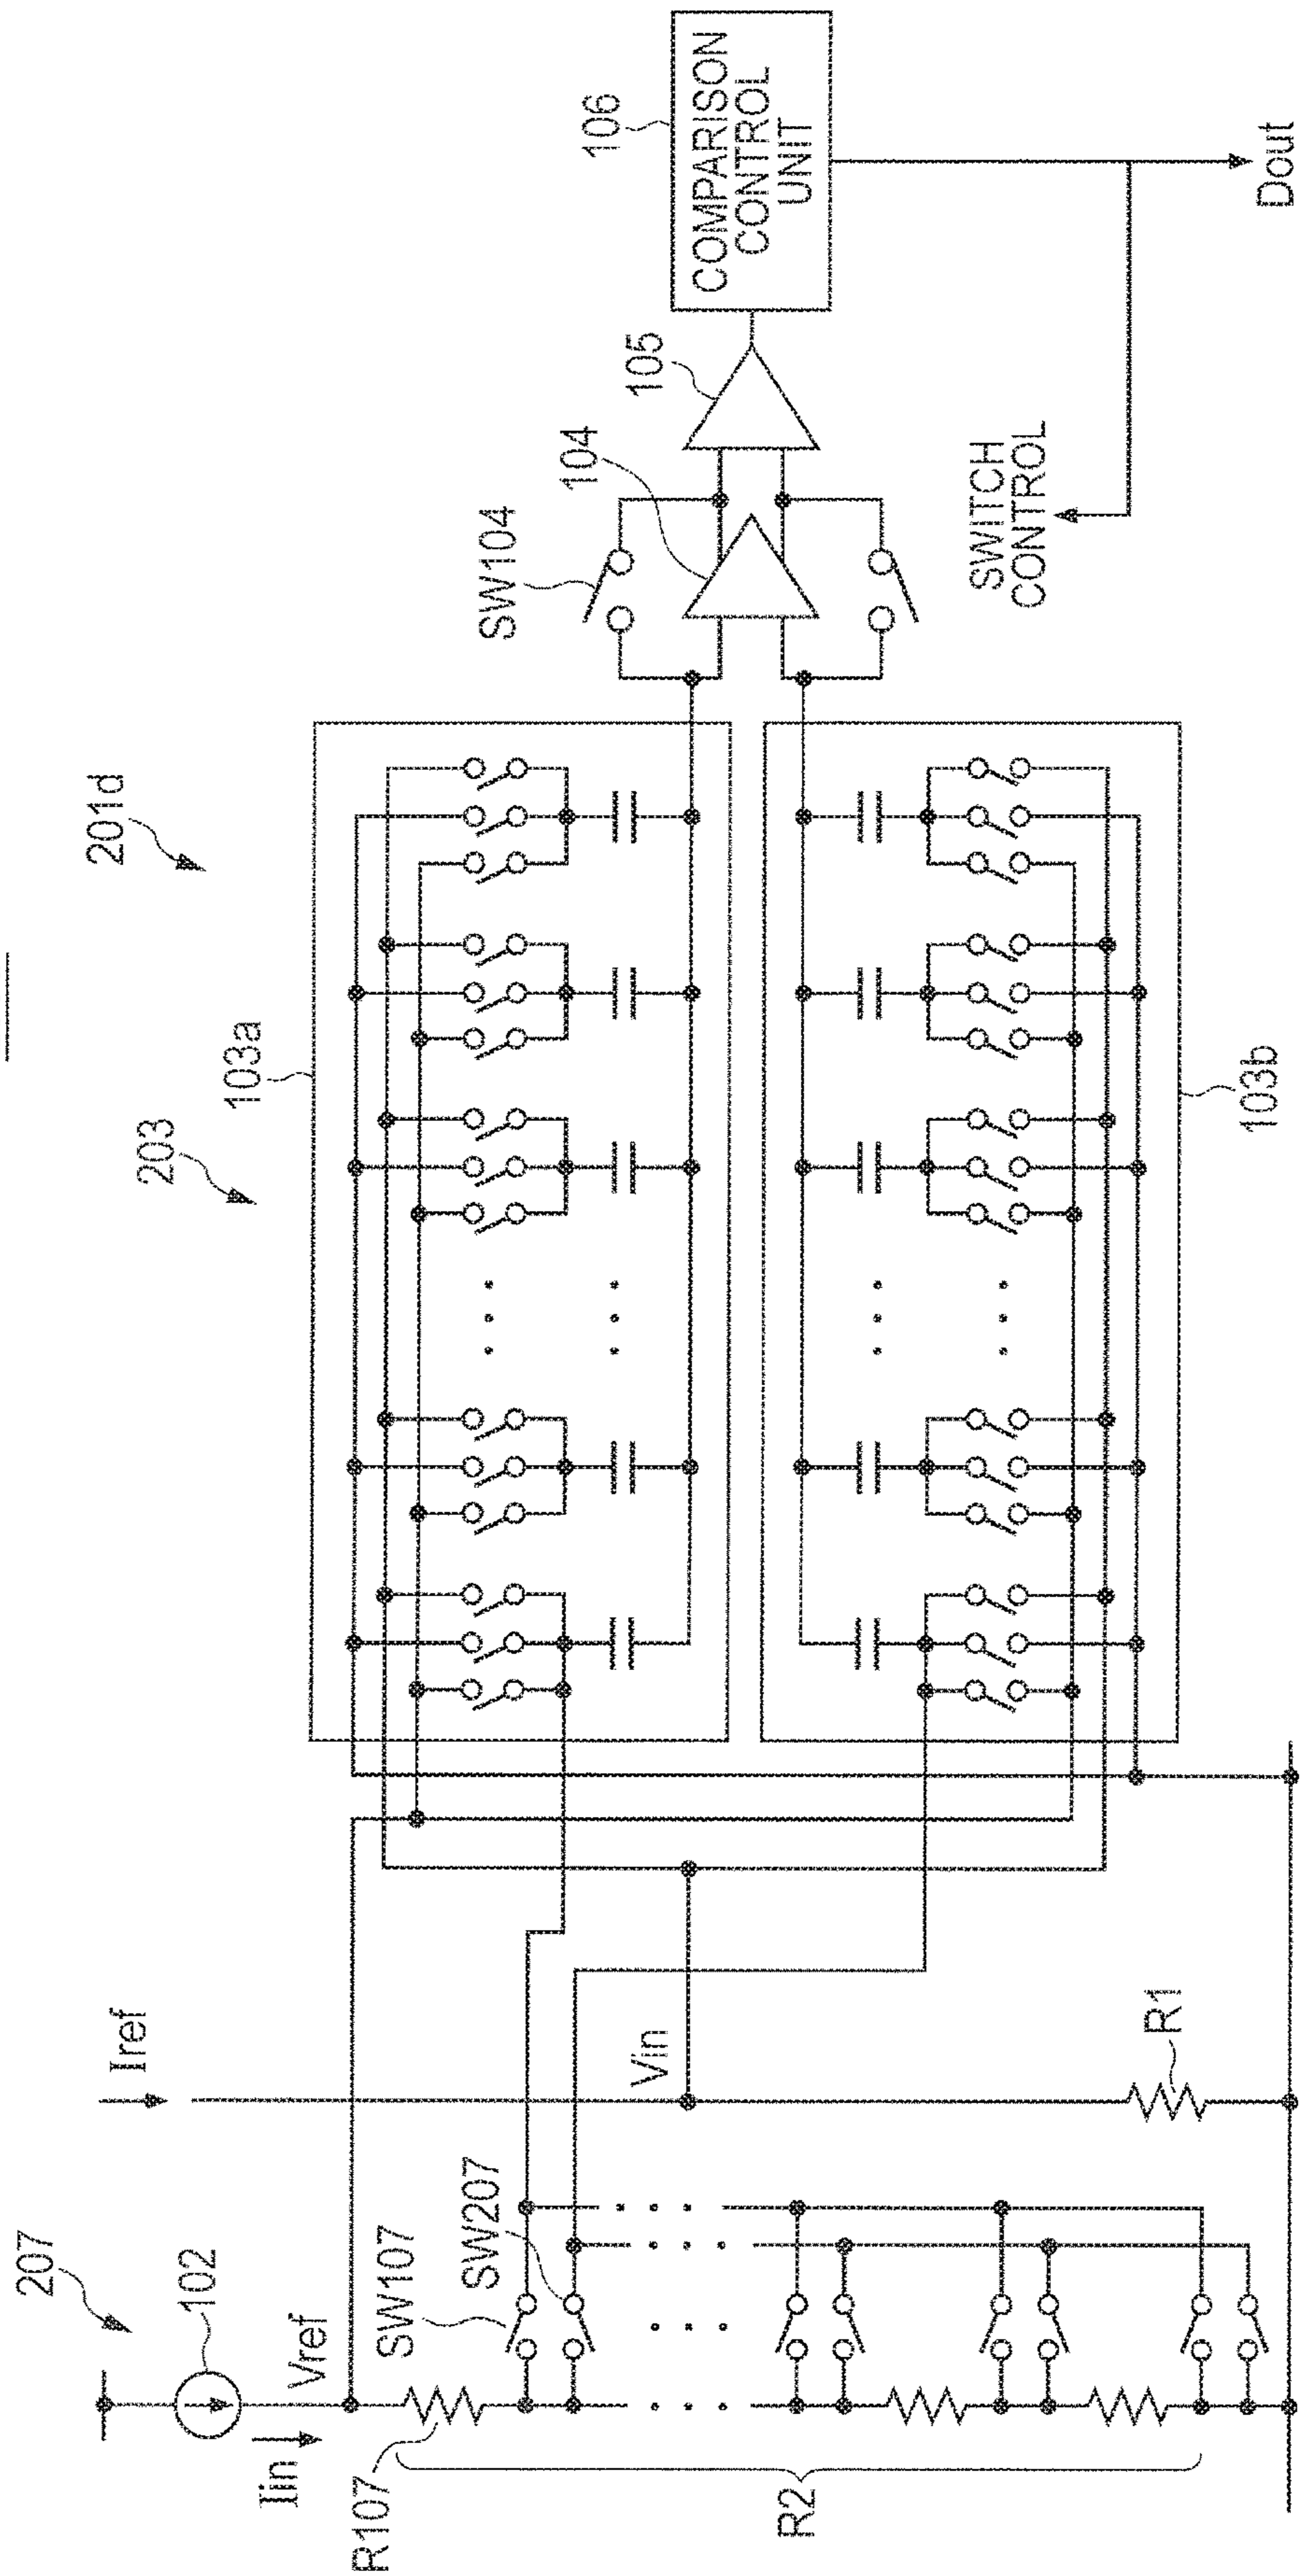 207
102
Iin
Vref
R107
SW107
SW207
R2
Iref
Vin
R1
203
103a
201d
103b
SW104
104
105
106
COMPARISON
CONTROL
UNIT
SWITCH
CONTROL
Dout